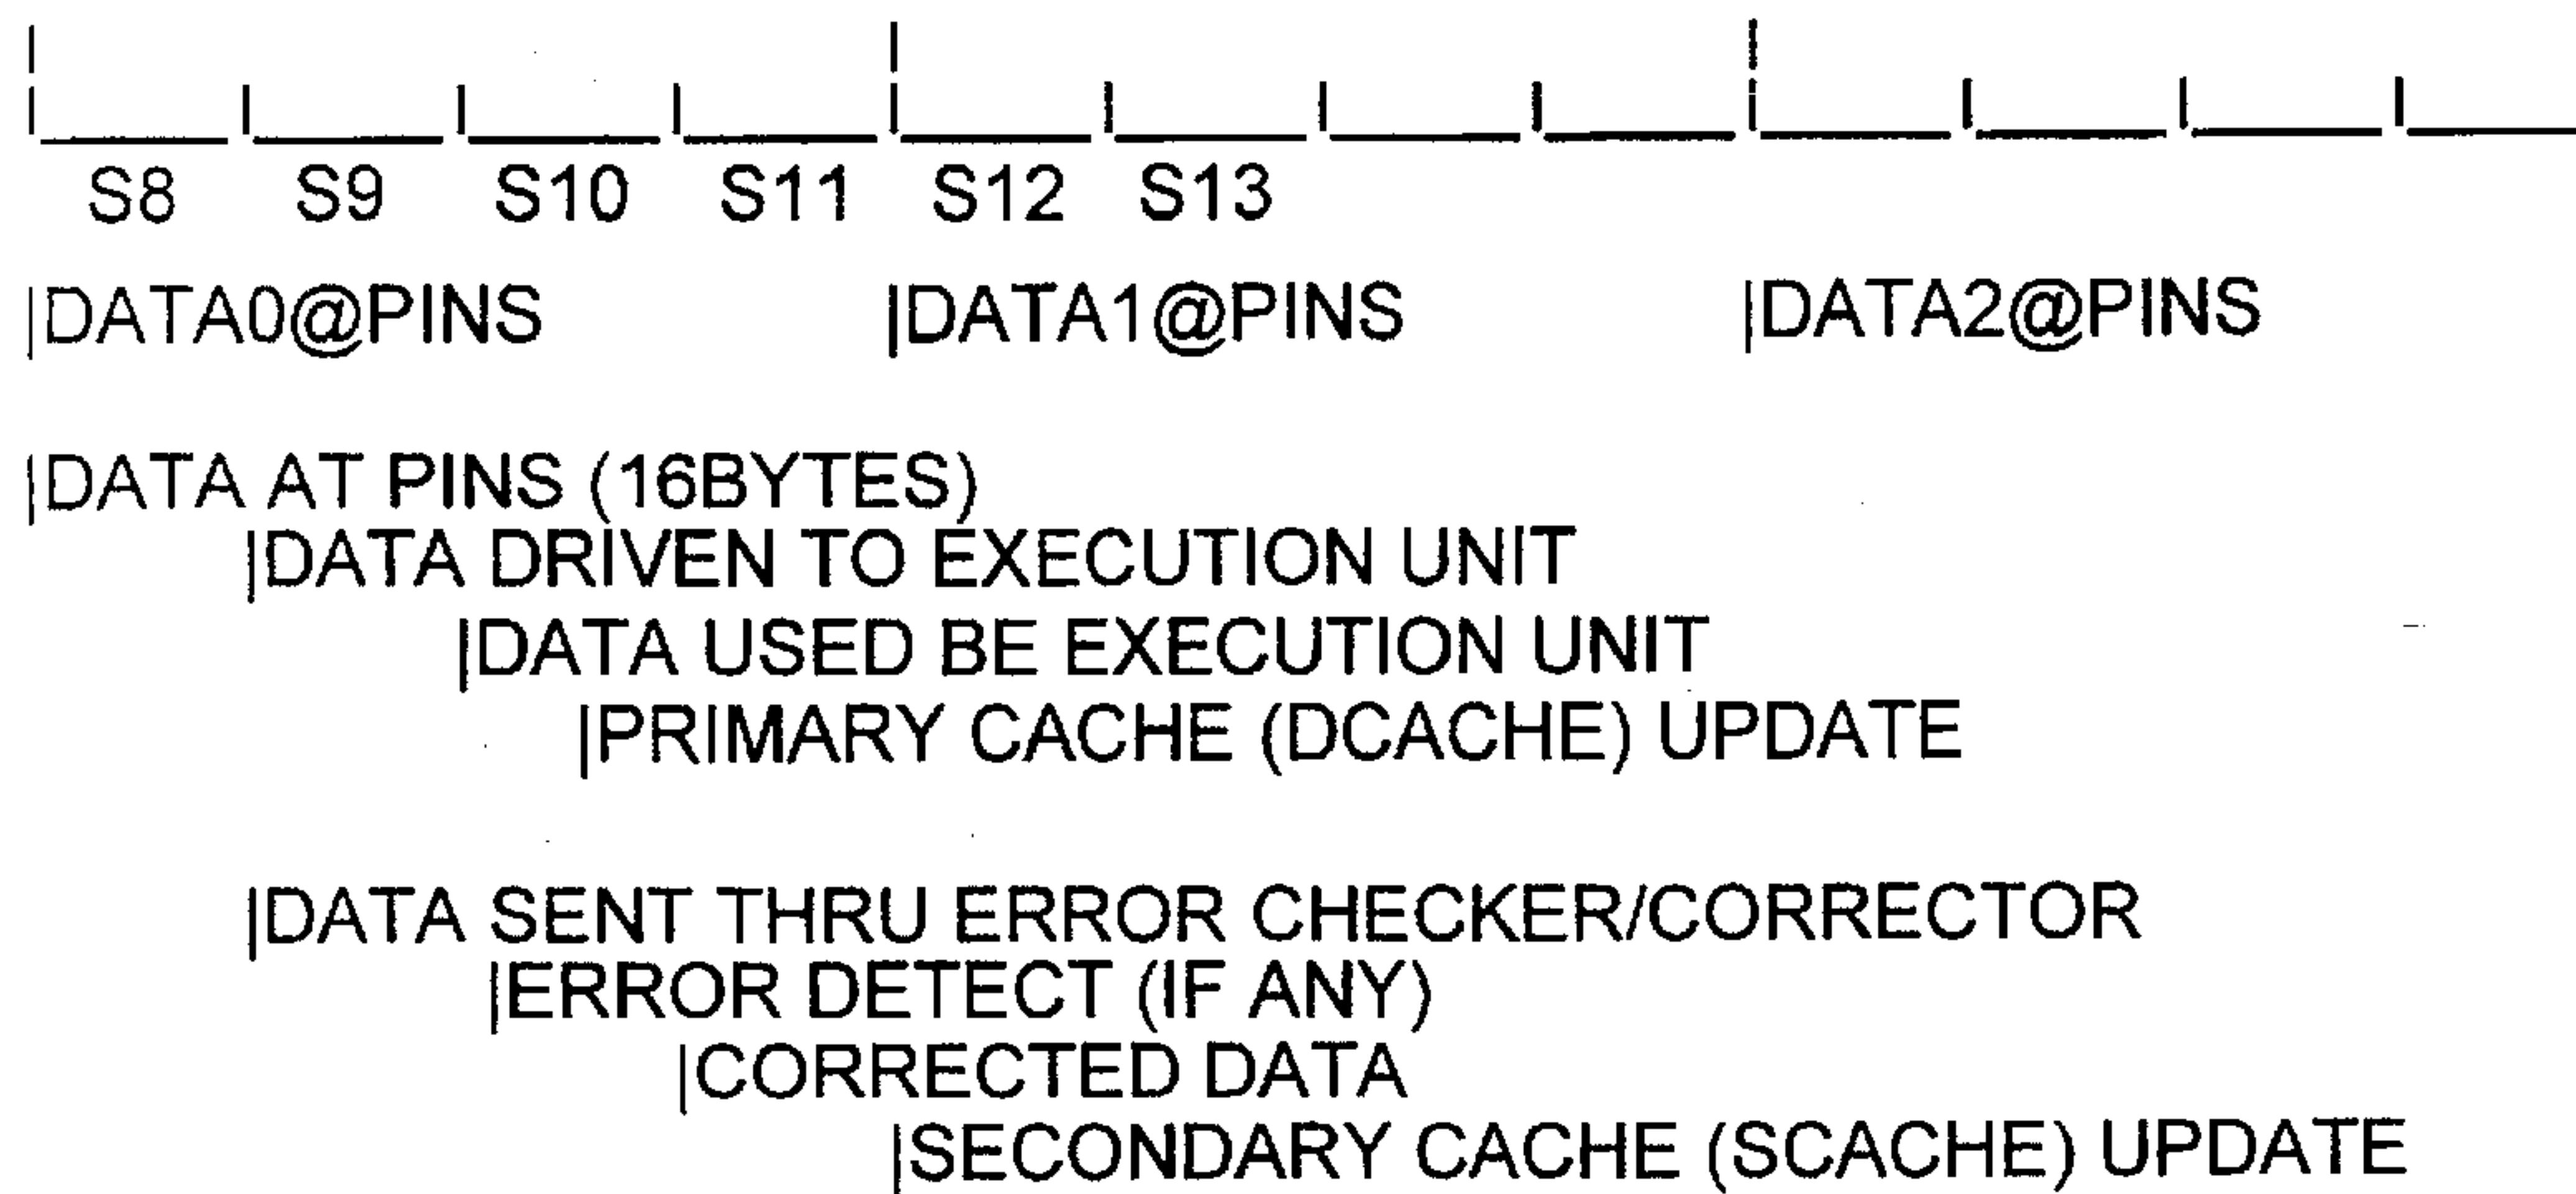 S8 S9 S10 S11 S12 S13
|DATA0@PINS |DATA1@PINS |DATA2@PINS
|DATA AT PINS (16BYTES)
|DATA DRIVEN TO EXECUTION UNIT
|DATA USED BE EXECUTION UNIT
|PRIMARY CACHE (DCACHE) UPDATE
|DATA SENT THRU ERROR CHECKER/CORRECTOR
|ERROR DETECT (IF ANY)
|CORRECTED DATA
|SECONDARY CACHE (SCACHE) UPDATE